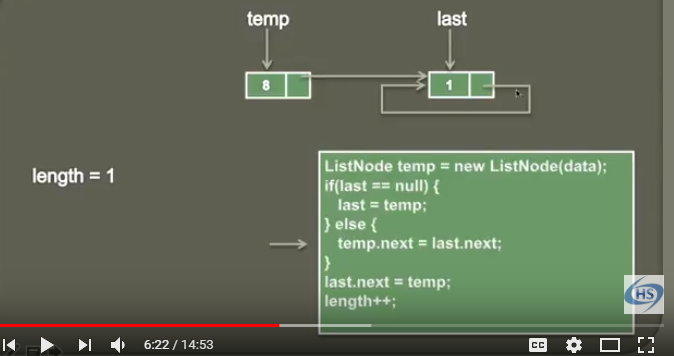 temp last
8 1
length = 1
ListNode temp = new ListNode(data);
if(last == null) {
last = temp;
} else {
temp.next = last.next;
}
last.next = temp;
length++;
HS
6:22 / 14:53
CC